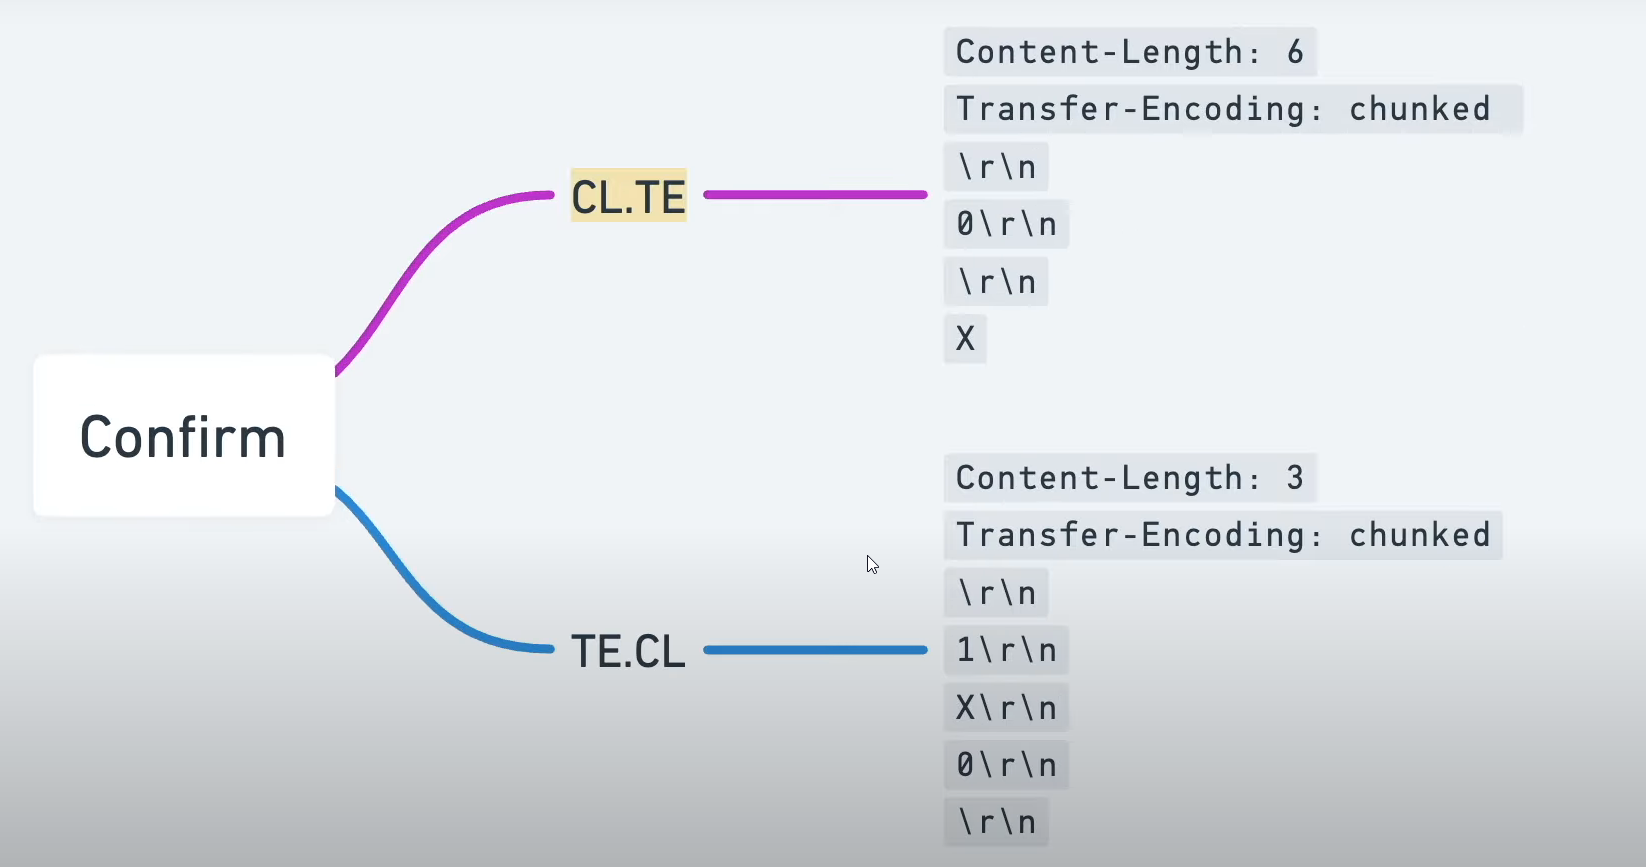 Confirm
CL.TE
Content-Length: 6
Transfer-Encoding: chunked
\r\n
0\r\n
\r\n
X
TE.CL
Content-Length: 3
Transfer-Encoding: chunked
\r\n
1\r\n
X\r\n
0\r\n
\r\n